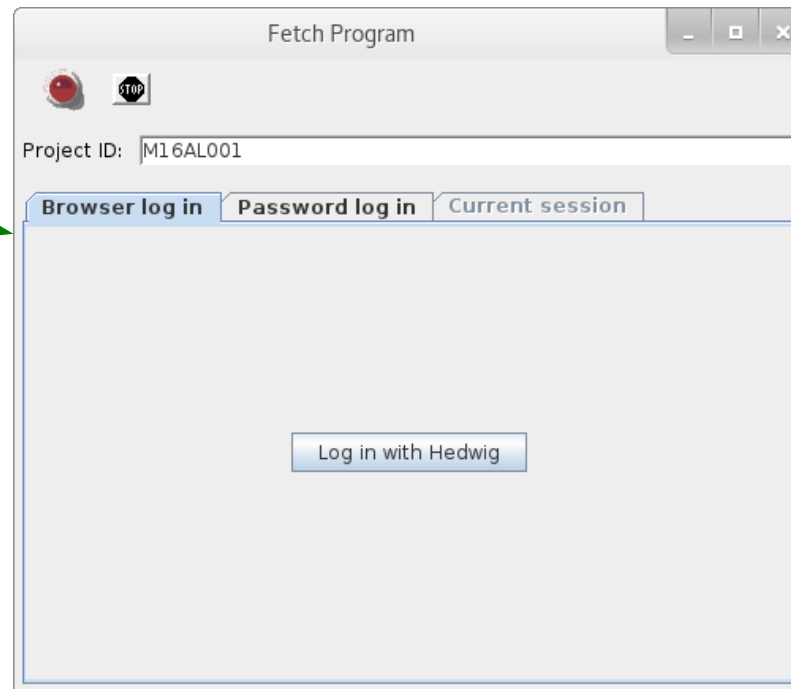 Fetch Program
STOP
Project ID: M16AL001
Browser log in Password log in Current session
Log in with Hedwig